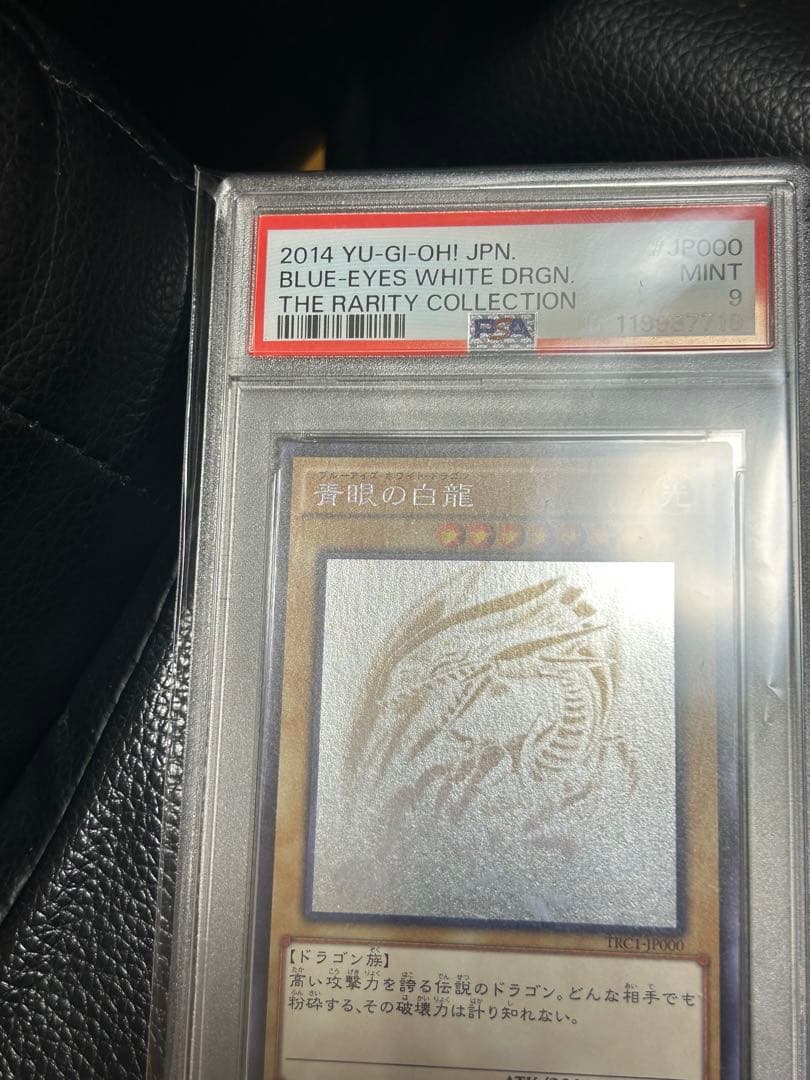 2014 YU-GI-OH! JPN. #JP000
BLUE-EYES WHITE DRGN. MINT
THE RARITY COLLECTION 9
PSA
ブルーアイズ・ホワイト・ドラゴン
青眼の白龍 光
TRC1-JP000
【ドラゴン族】
高い攻撃力を誇る伝説のドラゴン。どんな相手でも
粉砕する、その破壊力は計り知れない。